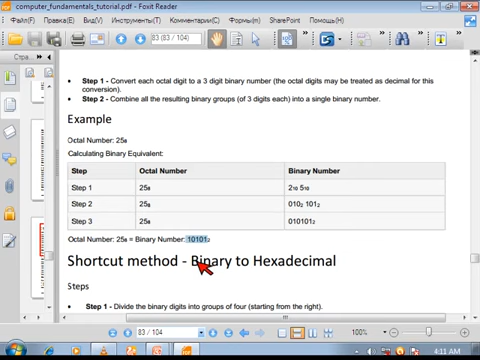 computer_fundamentals_tutorial.pdf - Foxit Reader
Файл(F) Правка(E) Вид(V) Инструменты(T) Комментарии(C) Формы(R) SharePoint Помощь(H)
83 (83 / 104)
Стра...
• Step 1 - Convert each octal digit to a 3 digit binary number (the octal digits may be treated as decimal for this
conversion).
• Step 2 - Combine all the resulting binary groups (of 3 digits each) into a single binary number.
Example
Octal Number: 25₈
Calculating Binary Equivalent:
Step Octal Number Binary Number
Step 1 25₈ 2₁₀ 5₁₀
Step 2 25₈ 010₂ 101₂
Step 3 25₈ 010101₂
Octal Number: 25₈ = Binary Number: 10101₂
Shortcut method - Binary to Hexadecimal
Steps
• Step 1 - Divide the binary digits into groups of four (starting from the right).
83 / 104
100%
4:11 AM